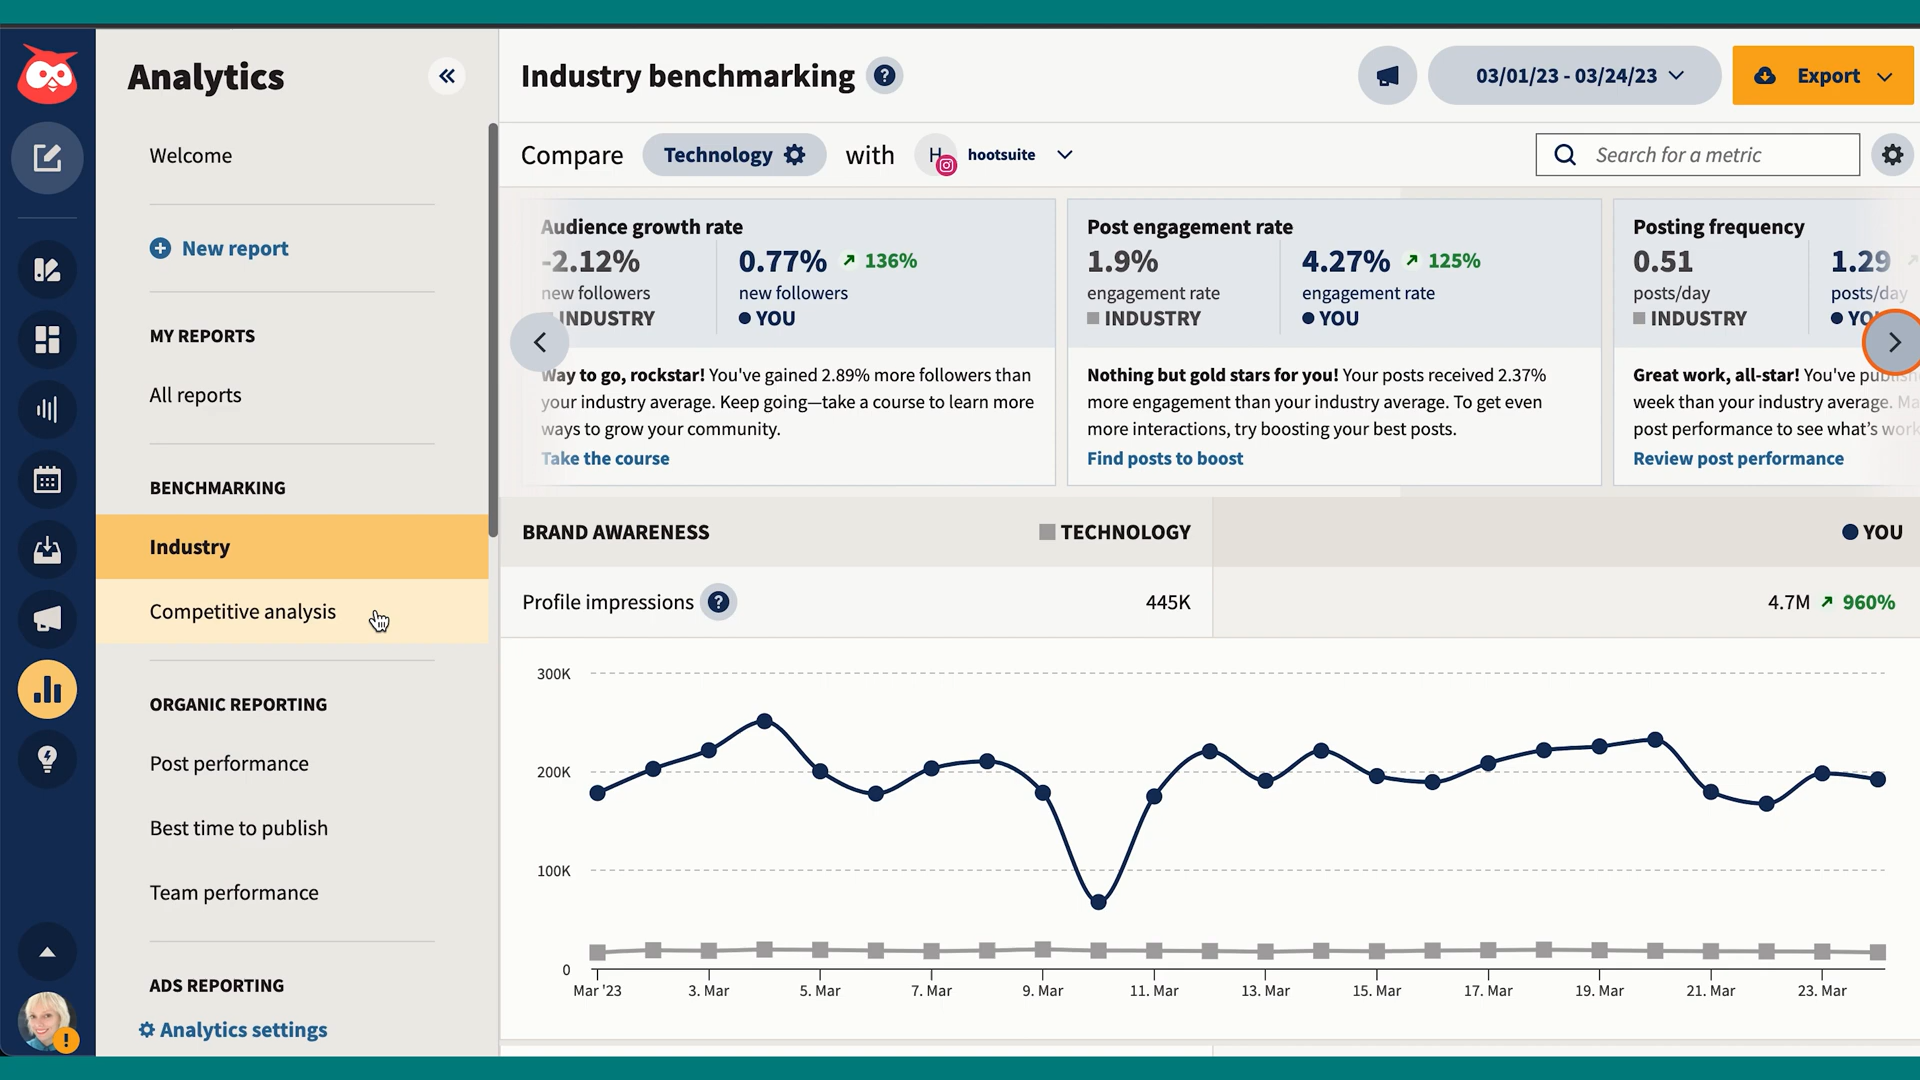 Analytics
Welcome
New report
MY REPORTS
All reports
BENCHMARKING
Industry
Competitive analysis
ORGANIC REPORTING
Post performance
Best time to publish
Team performance
ADS REPORTING
Analytics settings
Industry benchmarking
03/01/23 - 03/24/23
Export
Compare Technology with H hootsuite
Search for a metric
Audience growth rate
-2.12%
new followers
INDUSTRY
0.77% 136%
new followers
YOU
Way to go, rockstar! You've gained 2.89% more followers than
your industry average. Keep going—take a course to learn more
ways to grow your community.
Take the course
Post engagement rate
1.9%
engagement rate
INDUSTRY
4.27% 125%
engagement rate
YOU
Nothing but gold stars for you! Your posts received 2.37%
more engagement than your industry average. To get even
more interactions, try boosting your best posts.
Find posts to boost
Posting frequency
0.51
posts/day
INDUSTRY
1.29
posts/day
Great work, all-star! You've
week than your industry average.
post performance to see what's work
Review post performance
BRAND AWARENESS
TECHNOLOGY
YOU
Profile impressions
445K
4.7M 960%
300K
200K
100K
0
Mar '23 3. Mar 5. Mar 7. Mar 9. Mar 11. Mar 13. Mar 15. Mar 17. Mar 19. Mar 21. Mar 23. Mar